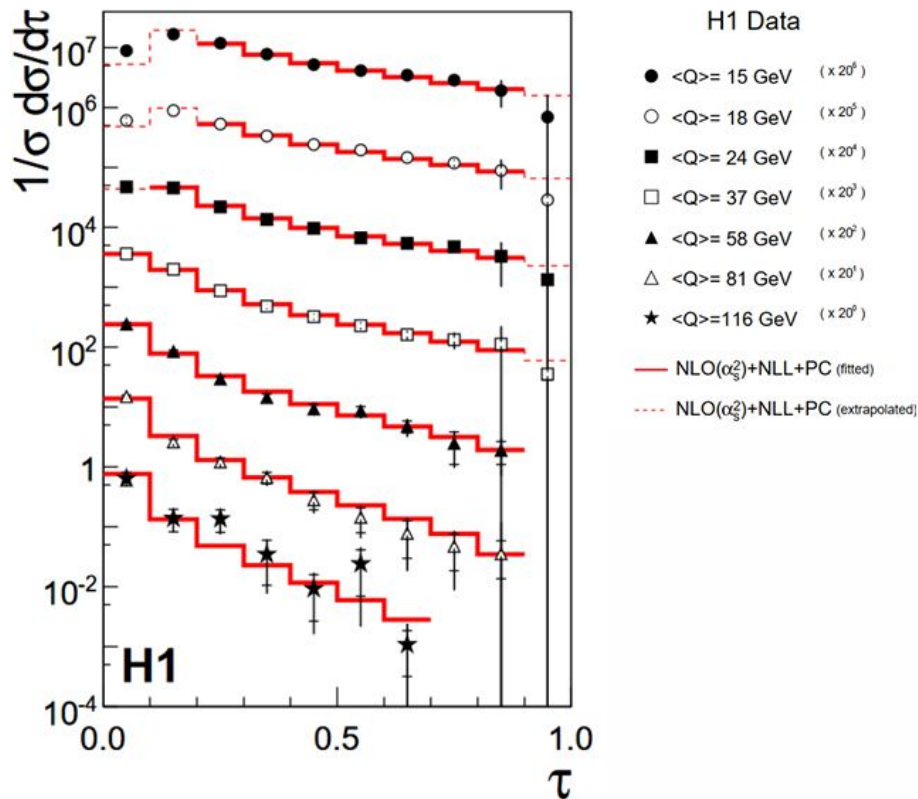 1/σ dσ/dτ
10⁷
10⁶
10⁴
10²
1
10⁻²
10⁻⁴
H1
0.0 0.5 1.0
τ
H1 Data
<Q>= 15 GeV (x 20⁶)
<Q>= 18 GeV (x 20⁵)
<Q>= 24 GeV (x 20⁴)
<Q>= 37 GeV (x 20³)
<Q>= 58 GeV (x 20²)
<Q>= 81 GeV (x 20¹)
<Q>=116 GeV (x 20⁰)
NLO(αₛ²)+NLL+PC (fitted)
NLO(αₛ²)+NLL+PC (extrapolated)